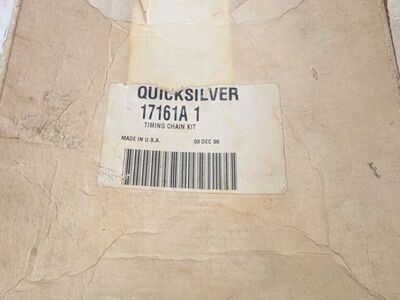 QUICKSILVER
17161A 1
TIMING CHAIN KIT
MADE IN U.S.A. 03 DEC 98